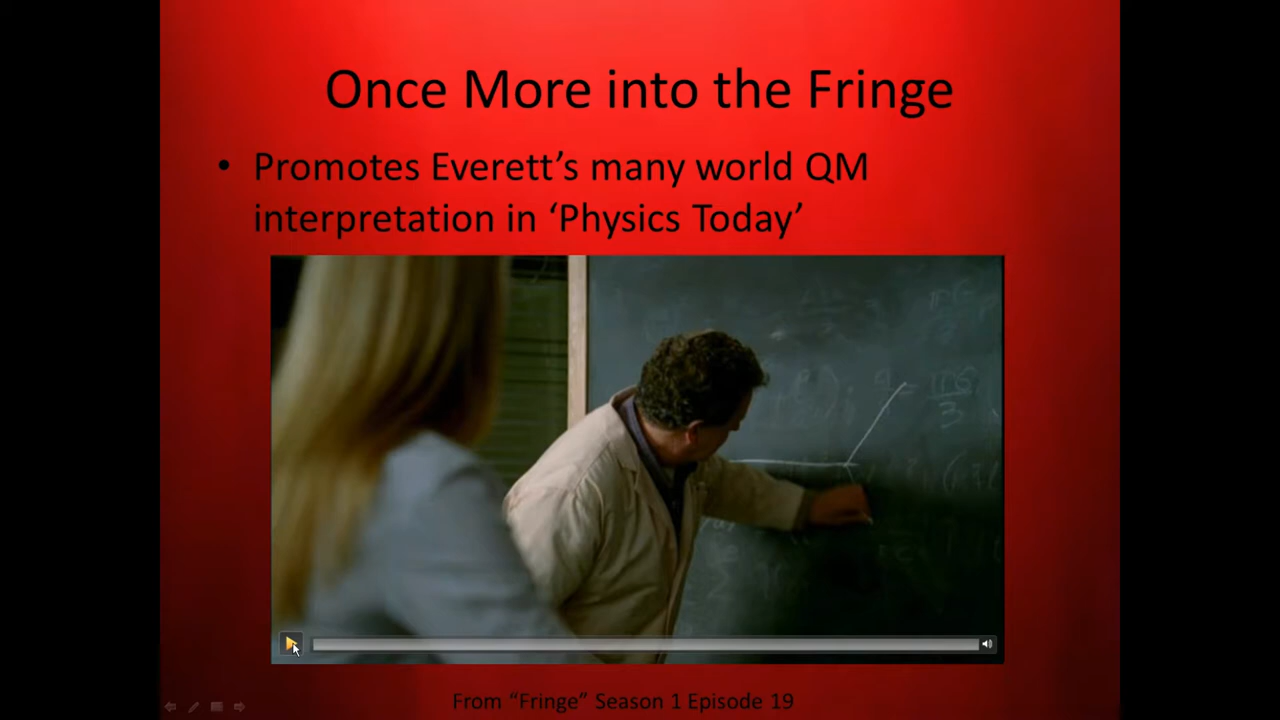 Once More into the Fringe
• Promotes Everett’s many world QM
interpretation in ‘Physics Today’
From “Fringe” Season 1 Episode 19